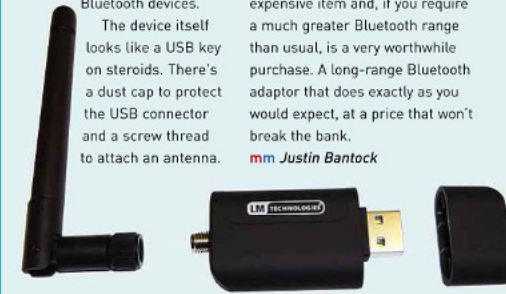 Bluetooth devices.
The device itself
looks like a USB key
on steroids. There's
a dust cap to protect
the USB connector
and a screw thread
to attach an antenna.
expensive item and, if you require
a much greater Bluetooth range
than usual, is a very worthwhile
purchase. A long-range Bluetooth
adaptor that does exactly as you
would expect, at a price that won't
break the bank.
mm Justin Bantock
LM TECHNOLOGIES